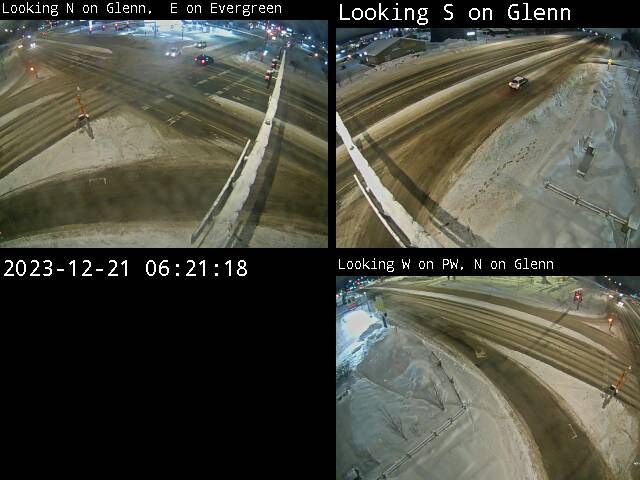 Looking N on Glenn,  E on Evergreen
Looking S on Glenn
2023-12-21 06:21:18
Looking W on PW, N on Glenn